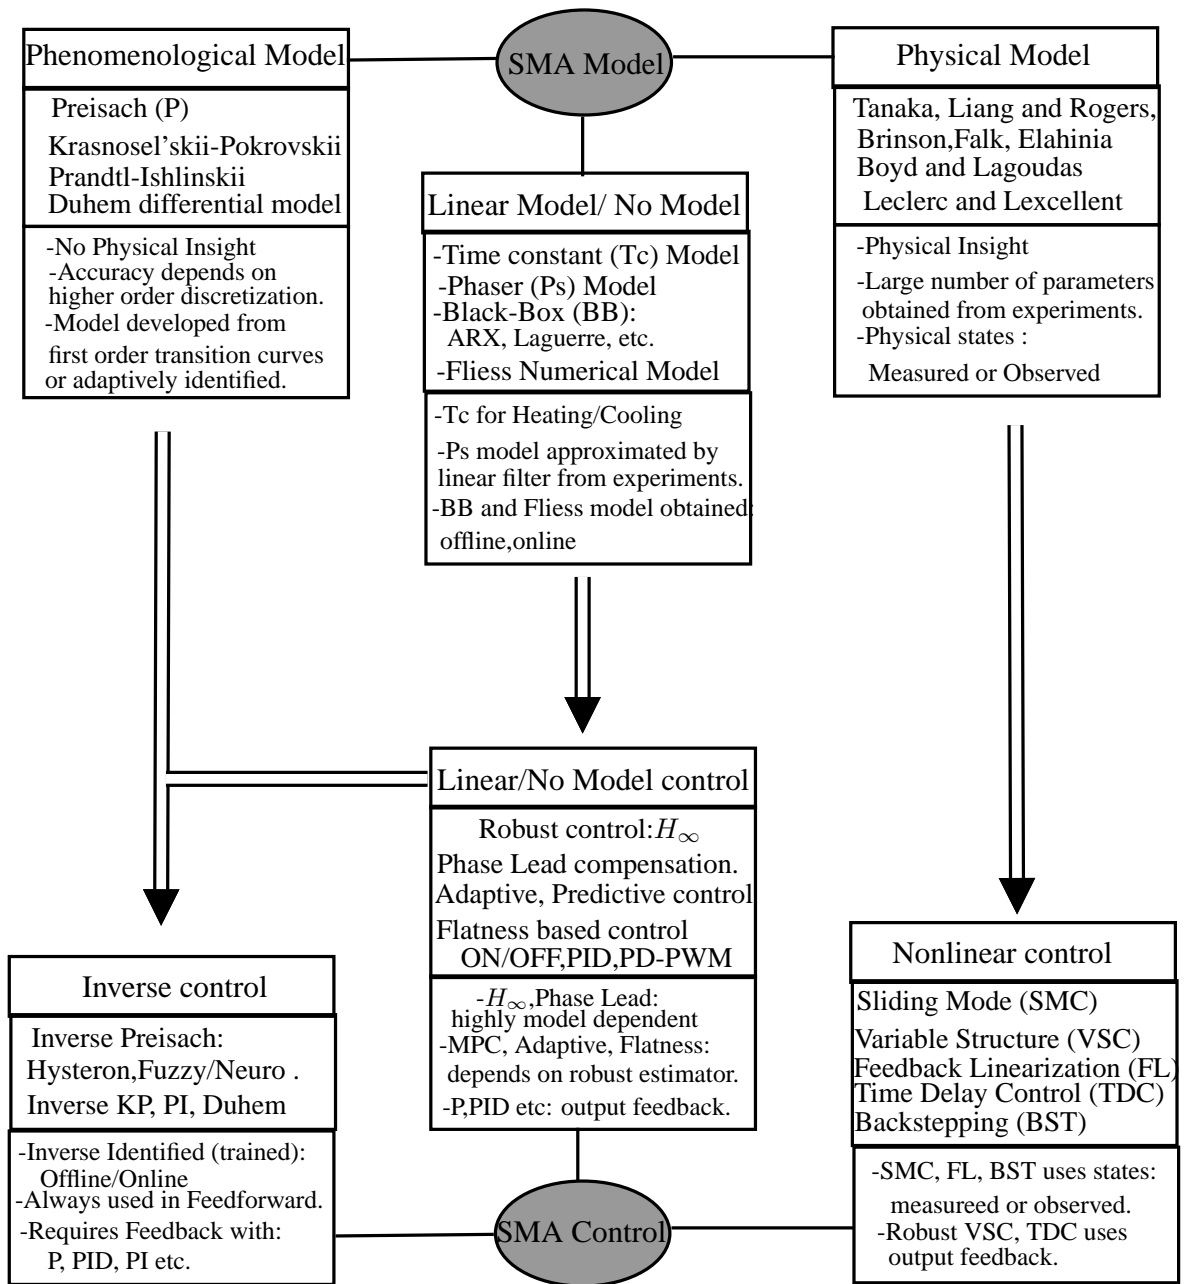 Phenomenological Model
Preisach (P)
Krasnosel'skii-Pokrovskii
Prandtl-Ishlinskii
Duhem differential model
-No Physical Insight
-Accuracy depends on
higher order discretization.
-Model developed from
first order transition curves
or adaptively identified.
SMA Model
Linear Model/ No Model
-Time constant (Tc) Model
-Phaser (Ps) Model
-Black-Box (BB):
ARX, Laguerre, etc.
-Fliess Numerical Model
-Tc for Heating/Cooling
-Ps model approximated by
linear filter from experiments.
-BB and Fliess model obtained:
offline,online
Physical Model
Tanaka, Liang and Rogers,
Brinson,Falk, Elahinia
Boyd and Lagoudas
Leclerc and Lexcellent
-Physical Insight
-Large number of parameters
obtained from experiments.
-Physical states :
Measured or Observed
Inverse control
Inverse Preisach:
Hysteron,Fuzzy/Neuro .
Inverse KP, PI, Duhem
-Inverse Identified (trained):
Offline/Online
-Always used in Feedforward.
-Requires Feedback with:
P, PID, PI etc.
Linear/No Model control
Robust control:H∞
Phase Lead compensation.
Adaptive, Predictive control
Flatness based control
ON/OFF,PID,PD-PWM
-H∞,Phase Lead:
highly model dependent
-MPC, Adaptive, Flatness:
depends on robust estimator.
-P,PID etc: output feedback.
SMA Control
Nonlinear control
Sliding Mode (SMC)
Variable Structure (VSC)
Feedback Linearization (FL)
Time Delay Control (TDC)
Backstepping (BST)
-SMC, FL, BST uses states:
measureed or observed.
-Robust VSC, TDC uses
output feedback.